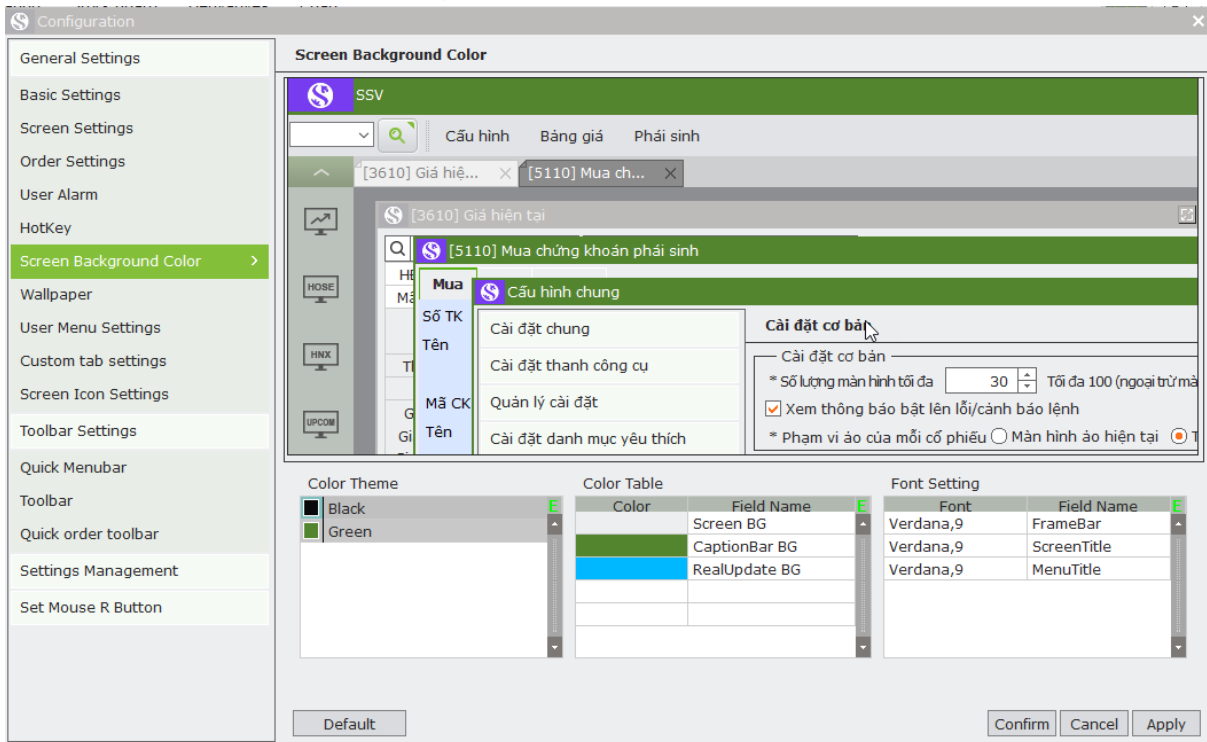 Configuration
General Settings
Basic Settings
Screen Settings
Order Settings
User Alarm
HotKey
Screen Background Color
Wallpaper
User Menu Settings
Custom tab settings
Screen Icon Settings
Toolbar Settings
Quick Menubar
Toolbar
Quick order toolbar
Settings Management
Set Mouse R Button
Screen Background Color
SSV
Cấu hình Bảng giá Phái sinh
[3610] Giá hiệ... [5110] Mua ch...
HOSE
HNX
UPCOM
[3610] Giá hiện tại
[5110] Mua chứng khoán phái sinh
Mua
Số TK
Tên
Mã CK
Tên
Cấu hình chung
Cài đặt chung
Cài đặt thanh công cụ
Quản lý cài đặt
Cài đặt danh mục yêu thích
Cài đặt cơ bản
Cài đặt cơ bản
* Số lượng màn hình tối đa 30 Tối đa 100 (ngoại trừ mà
Xem thông báo bật lên lỗi/cảnh báo lệnh
* Phạm vi ảo của mỗi cổ phiếu Màn hình ảo hiện tại
Color Theme
E
Black
Green
Color Table
Color Field Name E
Screen BG
CaptionBar BG
RealUpdate BG
Font Setting
Font Field Name E
Verdana,9 FrameBar
Verdana,9 ScreenTitle
Verdana,9 MenuTitle
Default Confirm Cancel Apply